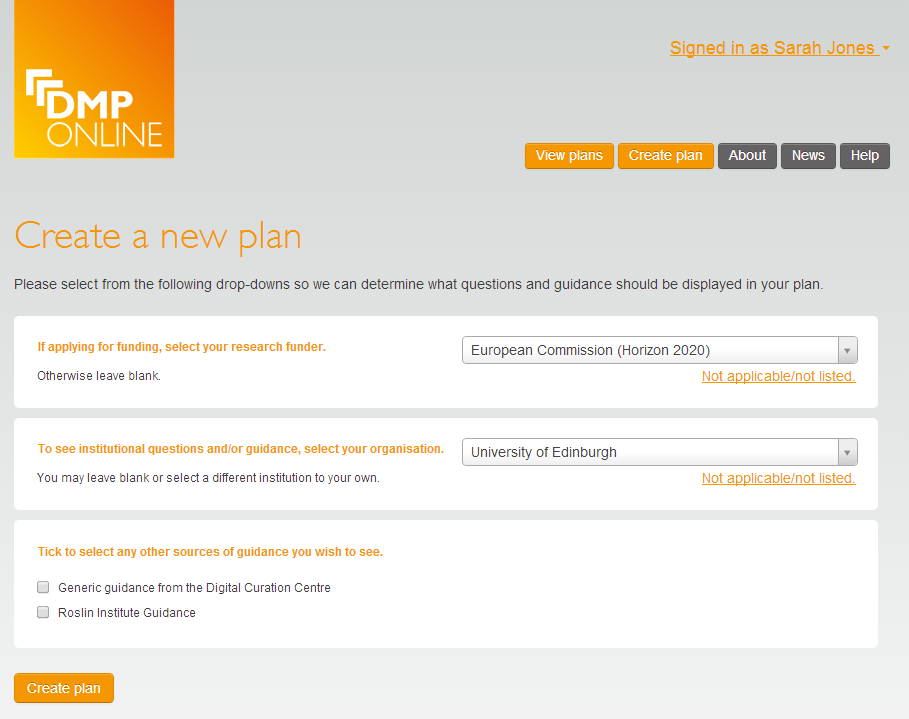 DMP
ONLINE
Signed in as Sarah Jones
View plans Create plan About News Help
Create a new plan
Please select from the following drop-downs so we can determine what questions and guidance should be displayed in your plan.
If applying for funding, select your research funder.
European Commission (Horizon 2020)
Otherwise leave blank.
Not applicable/not listed.
To see institutional questions and/or guidance, select your organisation.
University of Edinburgh
You may leave blank or select a different institution to your own.
Not applicable/not listed.
Tick to select any other sources of guidance you wish to see.
Generic guidance from the Digital Curation Centre
Roslin Institute Guidance
Create plan